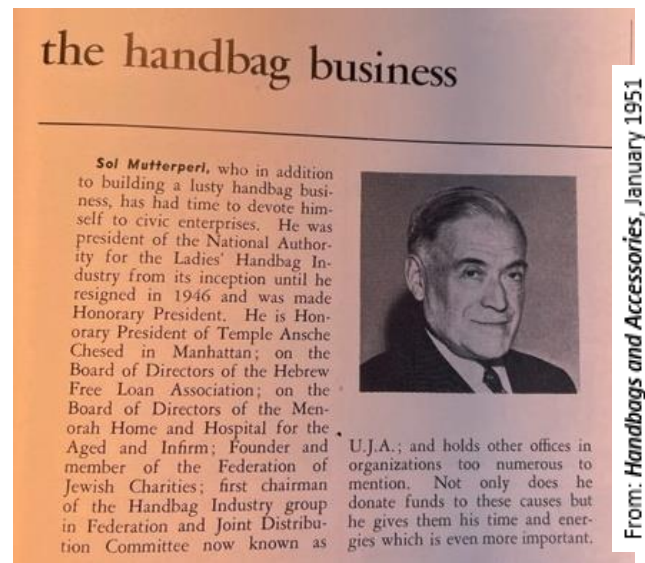 the handbag business
Sol Mutterperl, who in addition
to building a lusty handbag busi-
ness, has had time to devote him-
self to civic enterprises. He was
president of the National Author-
ity for the Ladies' Handbag In-
dustry from its inception until he
resigned in 1946 and was made
Honorary President. He is Hon-
orary President of Temple Ansche
Chesed in Manhattan; on the
Board of Directors of the Hebrew
Free Loan Association; on the
Board of Directors of the Men-
orah Home and Hospital for the
Aged and Infirm; Founder and
member of the Federation of
Jewish Charities; first chairman
of the Handbag Industry group
in Federation and Joint Distribu-
tion Committee now known as
U.J.A.; and holds other offices in
organizations too numerous to
mention. Not only does he
donate funds to these causes but
he gives them his time and ener-
gies which is even more important.
From: Handbags and Accessories, January 1951